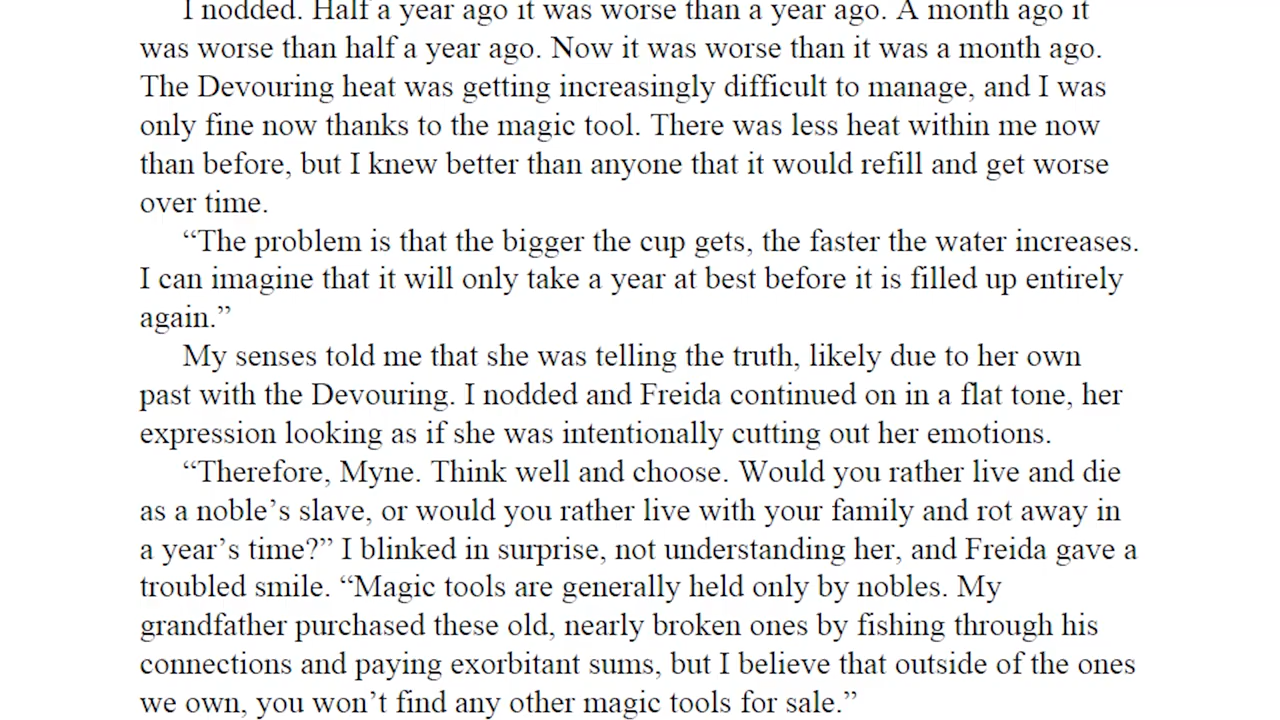 I nodded. Half a year ago it was worse than a year ago. A month ago it
was worse than half a year ago. Now it was worse than it was a month ago.
The Devouring heat was getting increasingly difficult to manage, and I was
only fine now thanks to the magic tool. There was less heat within me now
than before, but I knew better than anyone that it would refill and get worse
over time.
“The problem is that the bigger the cup gets, the faster the water increases.
I can imagine that it will only take a year at best before it is filled up entirely
again.”
My senses told me that she was telling the truth, likely due to her own
past with the Devouring. I nodded and Freida continued on in a flat tone, her
expression looking as if she was intentionally cutting out her emotions.
“Therefore, Myne. Think well and choose. Would you rather live and die
as a noble’s slave, or would you rather live with your family and rot away in
a year’s time?” I blinked in surprise, not understanding her, and Freida gave a
troubled smile. “Magic tools are generally held only by nobles. My
grandfather purchased these old, nearly broken ones by fishing through his
connections and paying exorbitant sums, but I believe that outside of the ones
we own, you won’t find any other magic tools for sale.”